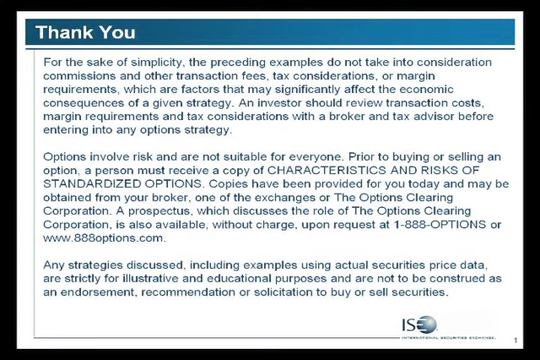 Thank You
For the sake of simplicity, the preceding examples do not take into consideration
commissions and other transaction fees, tax considerations, or margin
requirements, which are factors that may significantly affect the economic
consequences of a given strategy. An investor should review transaction costs,
margin requirements and tax considerations with a broker and tax advisor before
entering into any options strategy.
Options involve risk and are not suitable for everyone. Prior to buying or selling an
option, a person must receive a copy of CHARACTERISTICS AND RISKS OF
STANDARDIZED OPTIONS. Copies have been provided for you today and may be
obtained from your broker, one of the exchanges or The Options Clearing
Corporation. A prospectus, which discusses the role of The Options Clearing
Corporation, is also available, without charge, upon request at 1-888-OPTIONS or
www.888options.com.
Any strategies discussed, including examples using actual securities price data,
are strictly for illustrative and educational purposes and are not to be construed as
an endorsement, recommendation or solicitation to buy or sell securities.
ISE
INTERNATIONAL SECURITIES EXCHANGE.
1